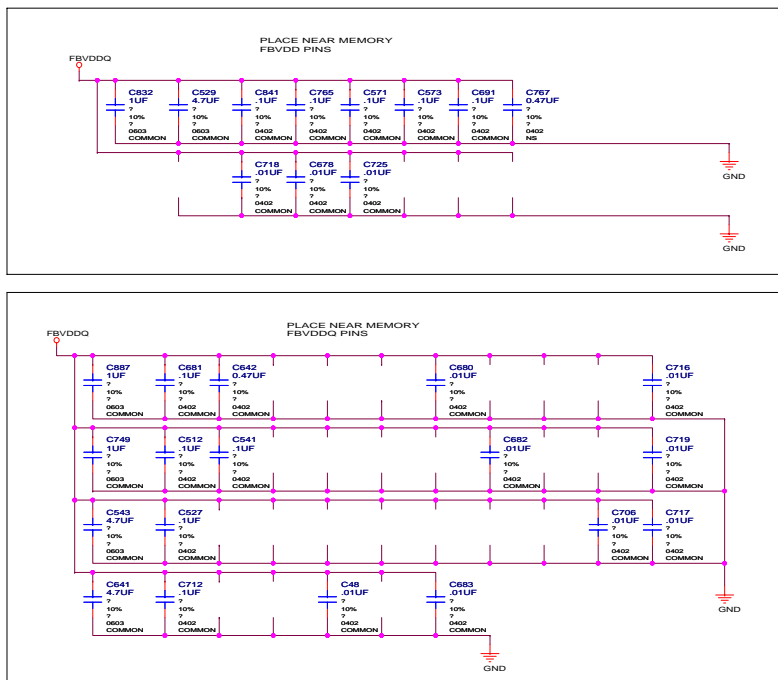 PLACE NEAR MEMORY
FBVDD PINS
FBVDDQ
C832 C529 C841 C765 C571 C573 C691 C767
1UF 4.7UF .1UF .1UF .1UF .1UF .1UF 0.47UF
? ? ? ? ? ? ? ?
10% 10% 10% 10% 10% 10% 10% 10%
? ? ? ? ? ? ? ?
0603 0603 0402 0402 0402 0402 0402 0402
COMMON COMMON COMMON COMMON COMMON COMMON COMMON NS
GND
C718 C678 C725
.01UF .01UF .01UF
? ? ?
10% 10% 10%
? ? ?
0402 0402 0402
COMMON COMMON COMMON
GND
PLACE NEAR MEMORY
FBVDDQ PINS
FBVDDQ
C887 C681 C642 C680 C716
1UF .1UF 0.47UF .01UF .01UF
? ? ? ? ?
10% 10% 10% 10% 10%
? ? ? ? ?
0603 0402 0402 0402 0402
COMMON COMMON COMMON COMMON COMMON
C749 C512 C541 C682 C719
1UF .1UF .1UF .01UF .01UF
? ? ? ? ?
10% 10% 10% 10% 10%
? ? ? ? ?
0603 0402 0402 0402 0402
COMMON COMMON COMMON COMMON COMMON
C543 C527 C706 C717
4.7UF .1UF .01UF .01UF
? ? ? ?
10% 10% 10% 10%
? ? ? ?
0603 0402 0402 0402
COMMON COMMON COMMON COMMON
C641 C712 C48 C683
4.7UF .1UF .01UF .01UF
? ? ? ?
10% 10% 10% 10%
? ? ? ?
0603 0402 0402 0402
COMMON COMMON COMMON COMMON
GND
GND